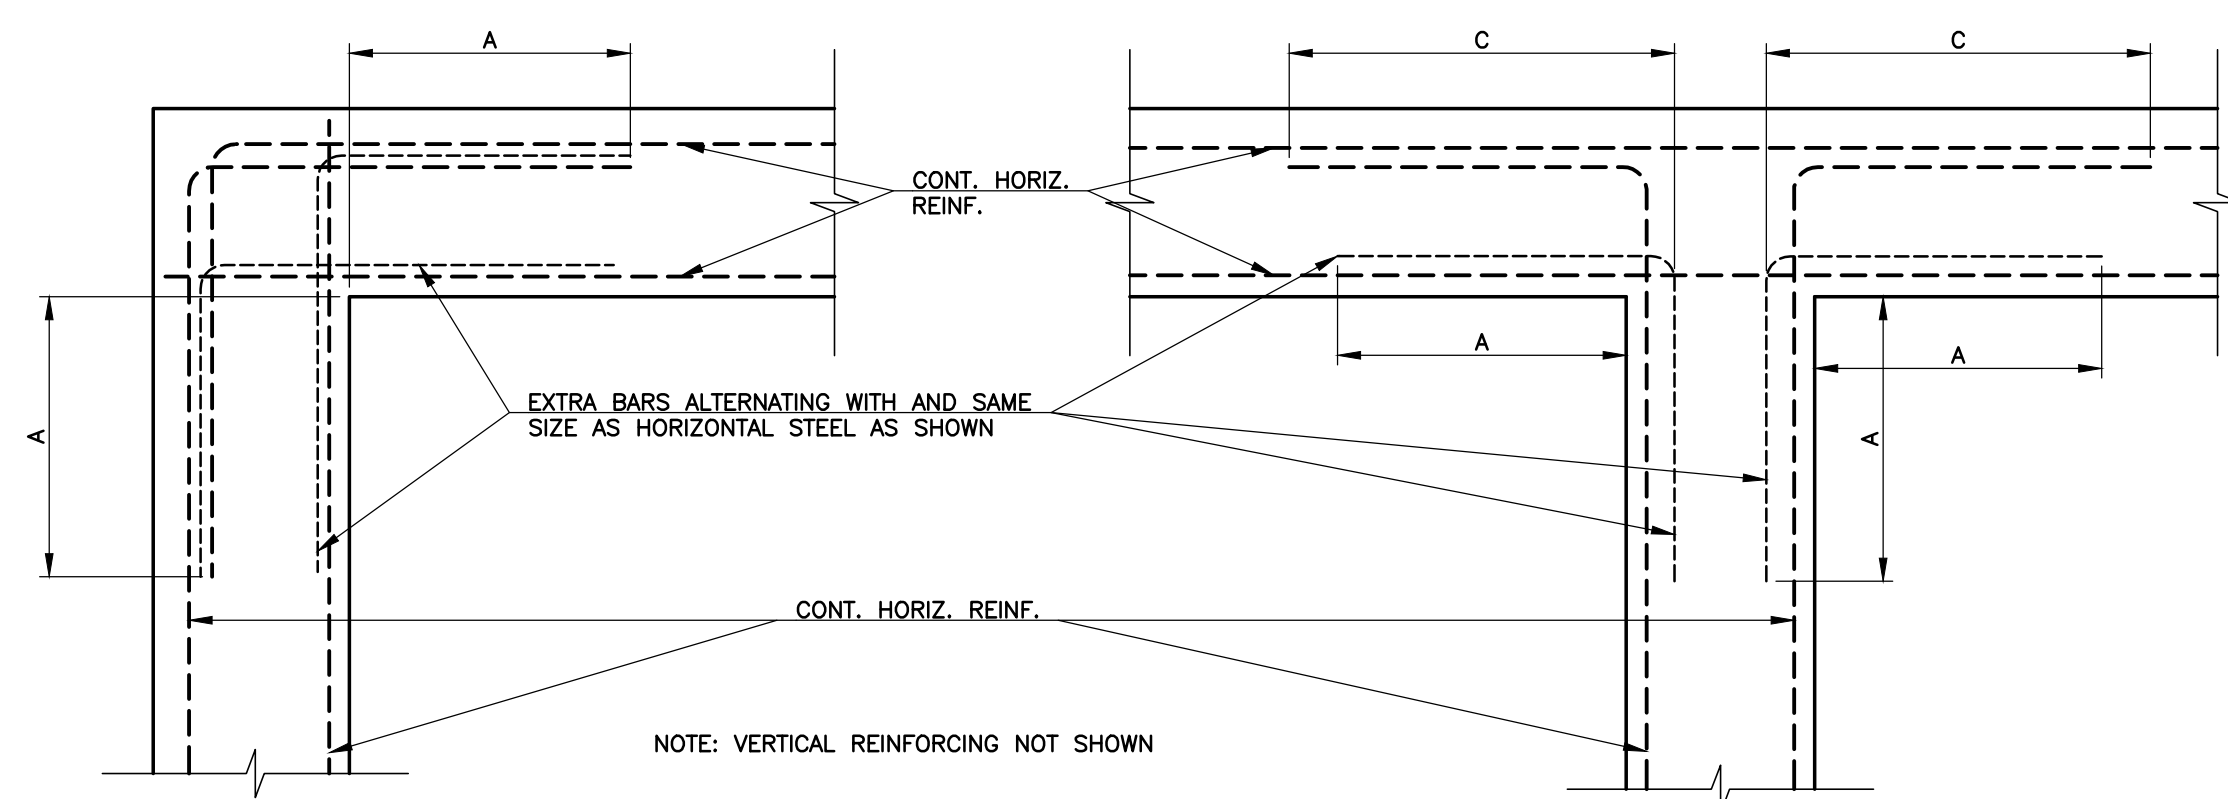 A
C
C
CONT. HORIZ.
REINF.
A
A
EXTRA BARS ALTERNATING WITH AND SAME
SIZE AS HORIZONTAL STEEL AS SHOWN
A
A
CONT. HORIZ. REINF.
NOTE: VERTICAL REINFORCING NOT SHOWN